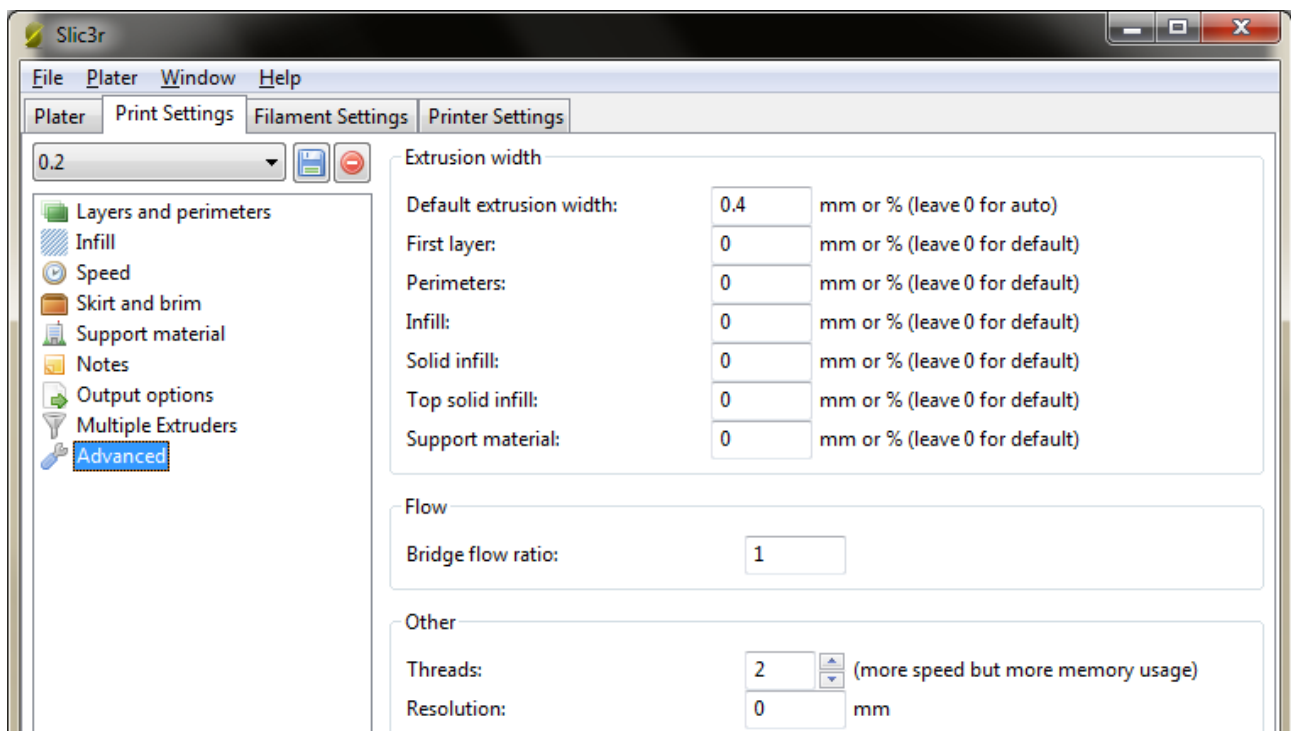 Slic3r
File Plater Window Help
Plater Print Settings Filament Settings Printer Settings
0.2
Layers and perimeters
Infill
Speed
Skirt and brim
Support material
Notes
Output options
Multiple Extruders
Advanced
Extrusion width
Default extrusion width: 0.4 mm or % (leave 0 for auto)
First layer: 0 mm or % (leave 0 for default)
Perimeters: 0 mm or % (leave 0 for default)
Infill: 0 mm or % (leave 0 for default)
Solid infill: 0 mm or % (leave 0 for default)
Top solid infill: 0 mm or % (leave 0 for default)
Support material: 0 mm or % (leave 0 for default)
Flow
Bridge flow ratio: 1
Other
Threads: 2 (more speed but more memory usage)
Resolution: 0 mm